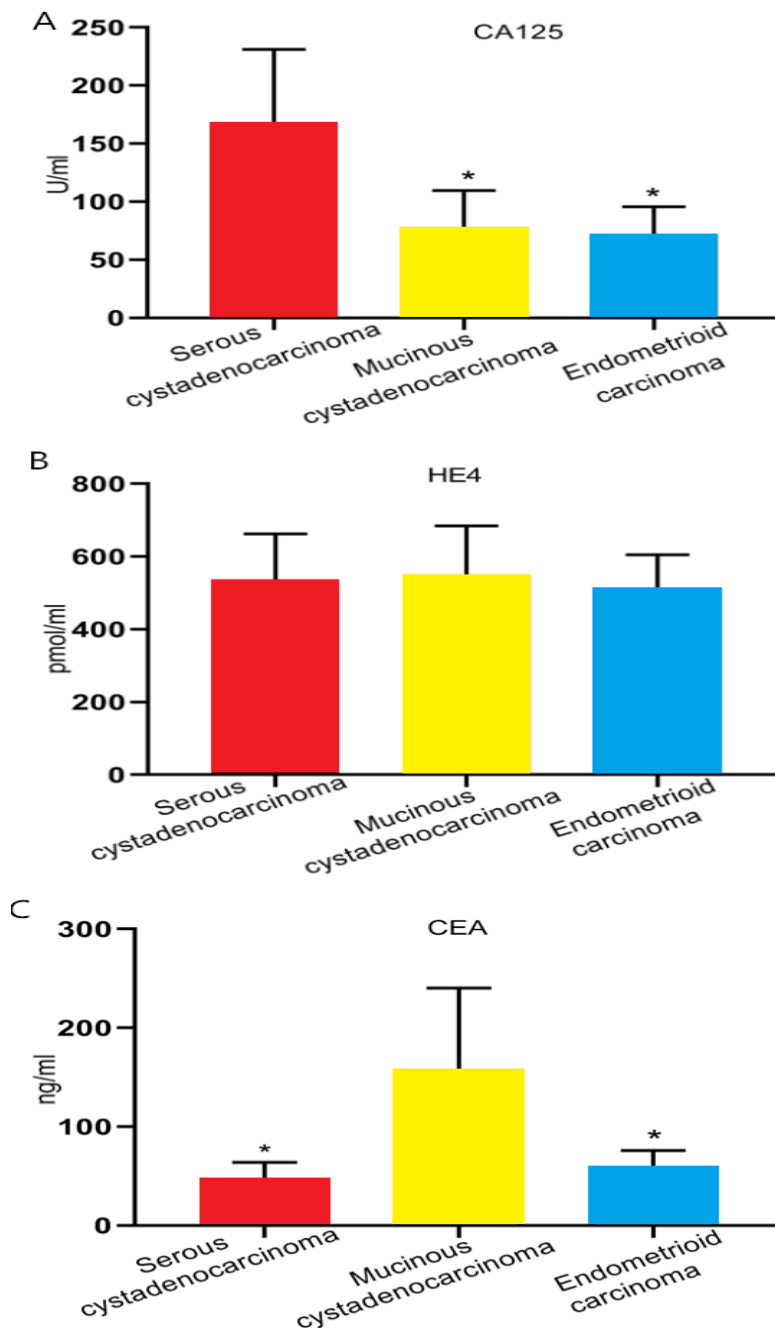 A
CA125
250
200
150
100
50
0
U/ml
*
*
Serous
cystadenocarcinoma
Mucinous
cystadenocarcinoma
Endometrioid
carcinoma
B
HE4
800
600
400
200
0
pmol/ml
Serous
cystadenocarcinoma
Mucinous
cystadenocarcinoma
Endometrioid
carcinoma
C
CEA
300
200
100
0
ng/ml
*
*
Serous
cystadenocarcinoma
Mucinous
cystadenocarcinoma
Endometrioid
carcinoma